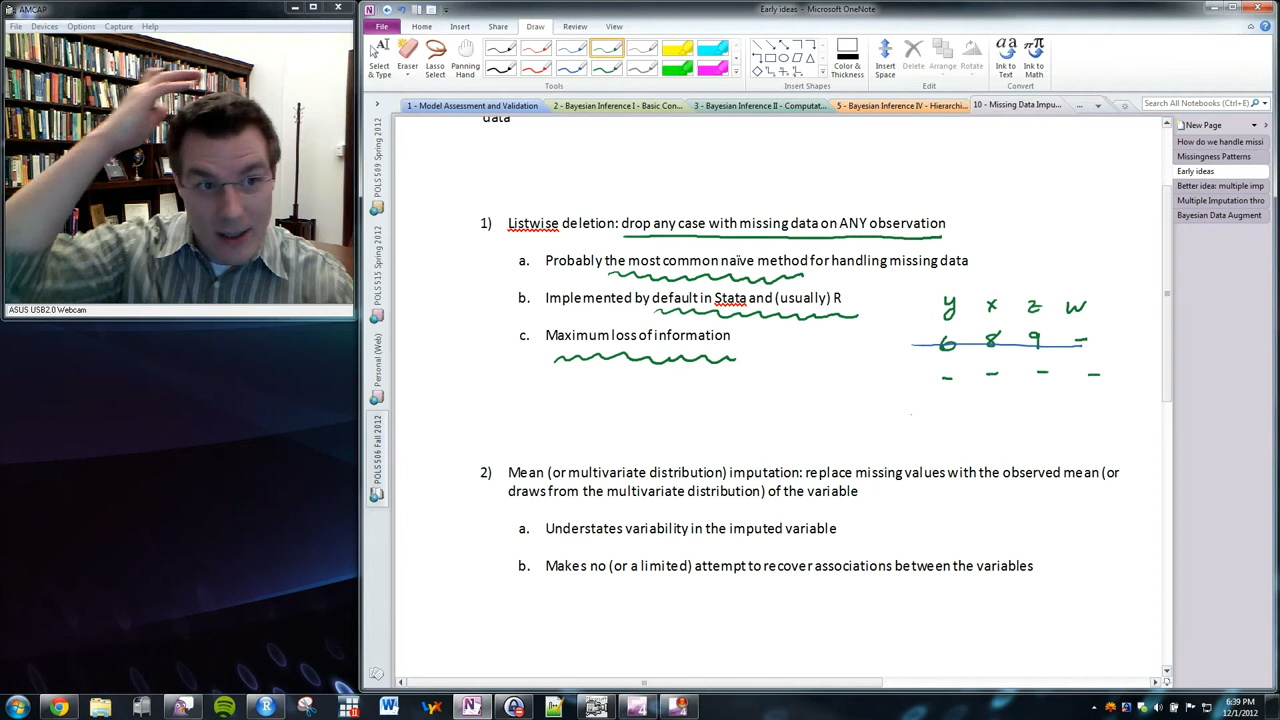 AMCAP
File Devices Options Capture Help
ASUS USB2.0 Webcam
Early ideas - Microsoft OneNote
File Home Insert Share Draw Review View
Select & Type
Eraser
Lasso Select
Panning Hand
Color & Thickness
Insert Space
Delete
Arrange
Rotate
Ink to Text
Ink to Math
Tools
Insert Shapes
Edit
Convert
1 - Model Assessment and Validation
2 - Bayesian Inference I - Basic Con...
3 - Bayesian Inference II - Computat...
5 - Bayesian Inference IV - Hierarchi...
10 - Missing Data Impu...
...
Search All Notebooks (Ctrl+E)
New Page
How do we handle missi
Missingness Patterns
Early ideas
Better idea: multiple imp
Multiple Imputation thro
Bayesian Data Augment
POLS 509 Spring 2012
POLS 515 Spring 2012
Personal (Web)
POLS 506 Fall 2012
data
1) Listwise deletion: drop any case with missing data on ANY observation
a. Probably the most common naïve method for handling missing data
b. Implemented by default in Stata and (usually) R
c. Maximum loss of information
y x z w
6 8 9 -
- - - -
2) Mean (or multivariate distribution) imputation: replace missing values with the observed mean (or
draws from the multivariate distribution) of the variable
a. Understates variability in the imputed variable
b. Makes no (or a limited) attempt to recover associations between the variables
6:39 PM
12/1/2012